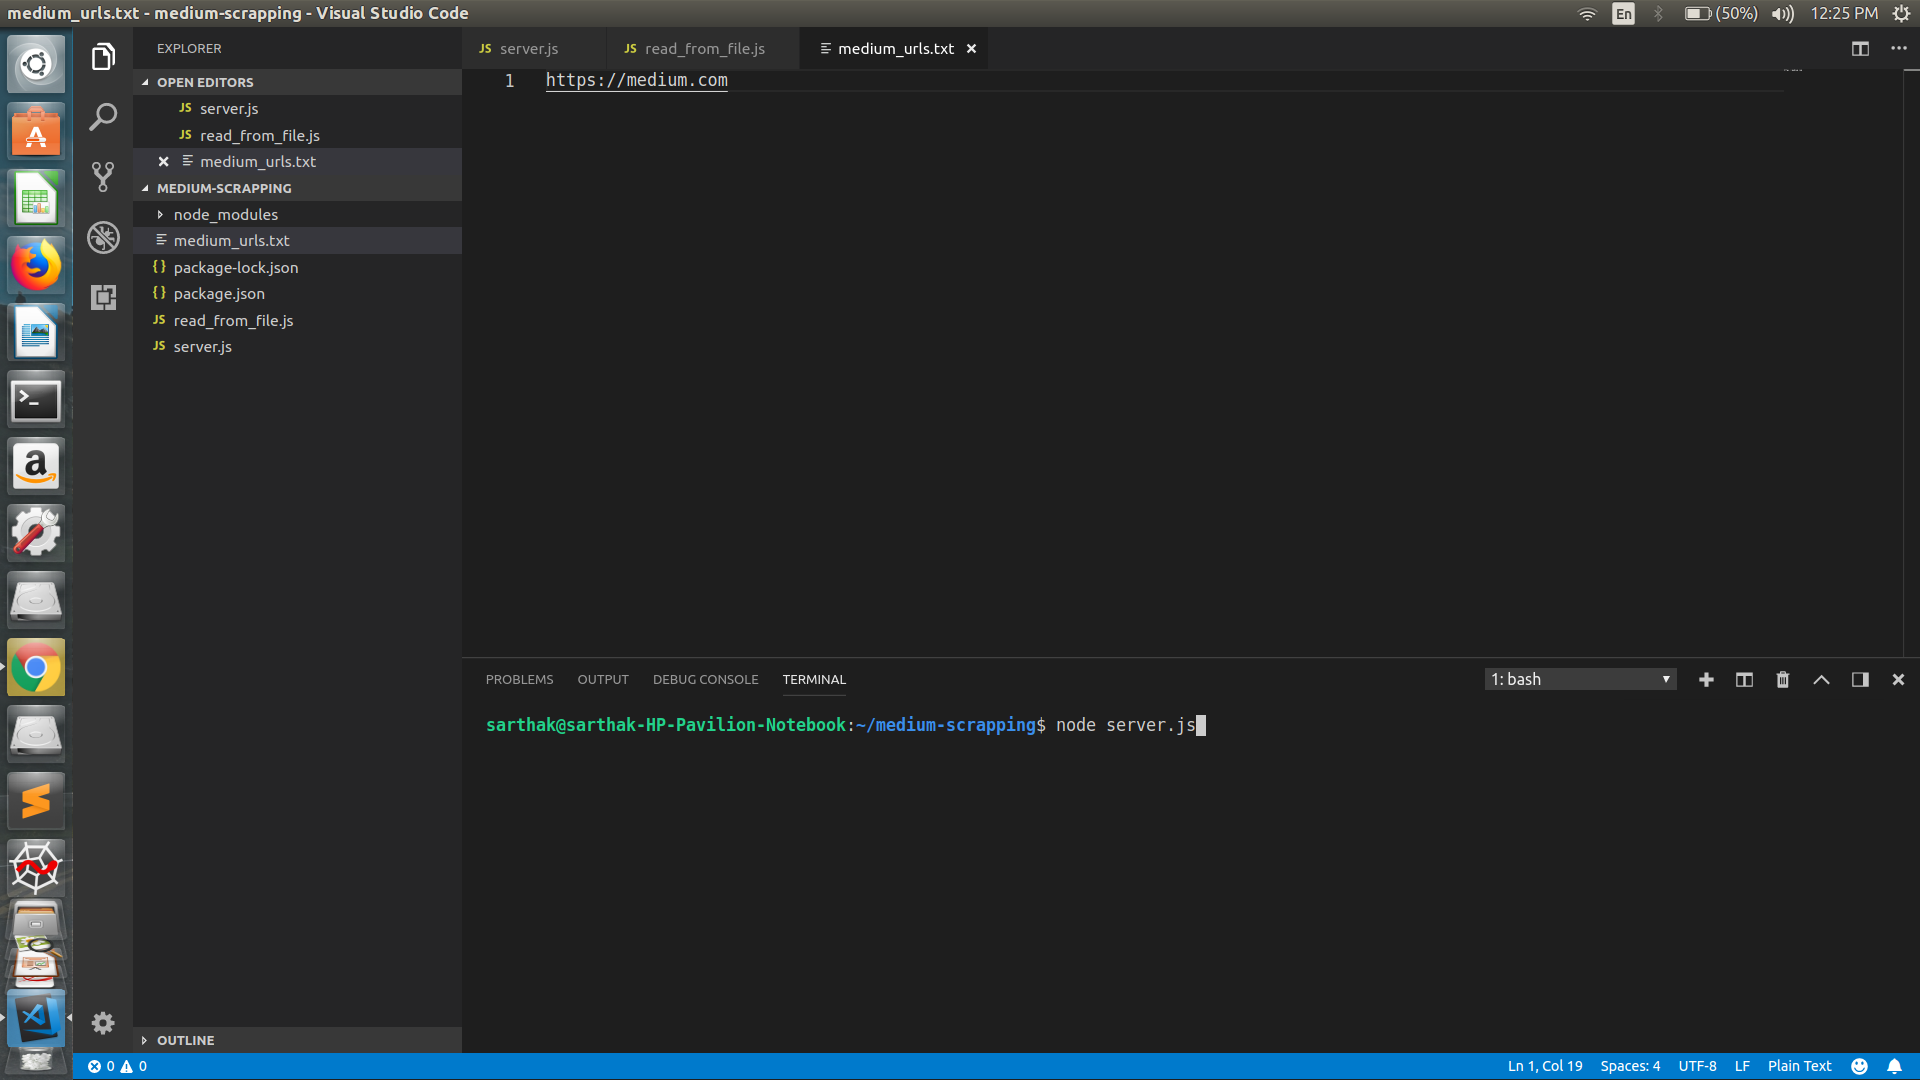 medium_urls.txt - medium-scrapping - Visual Studio Code
En
(50%)
12:25 PM
EXPLORER
OPEN EDITORS
JS server.js
JS read_from_file.js
medium_urls.txt
MEDIUM-SCRAPPING
node_modules
medium_urls.txt
{ } package-lock.json
{ } package.json
JS read_from_file.js
JS server.js
OUTLINE
JS server.js
JS read_from_file.js
medium_urls.txt
1 https://medium.com
PROBLEMS OUTPUT DEBUG CONSOLE TERMINAL
1: bash
sarthak@sarthak-HP-Pavilion-Notebook:~/medium-scrapping$ node server.js
0 0
Ln 1, Col 19 Spaces: 4 UTF-8 LF Plain Text